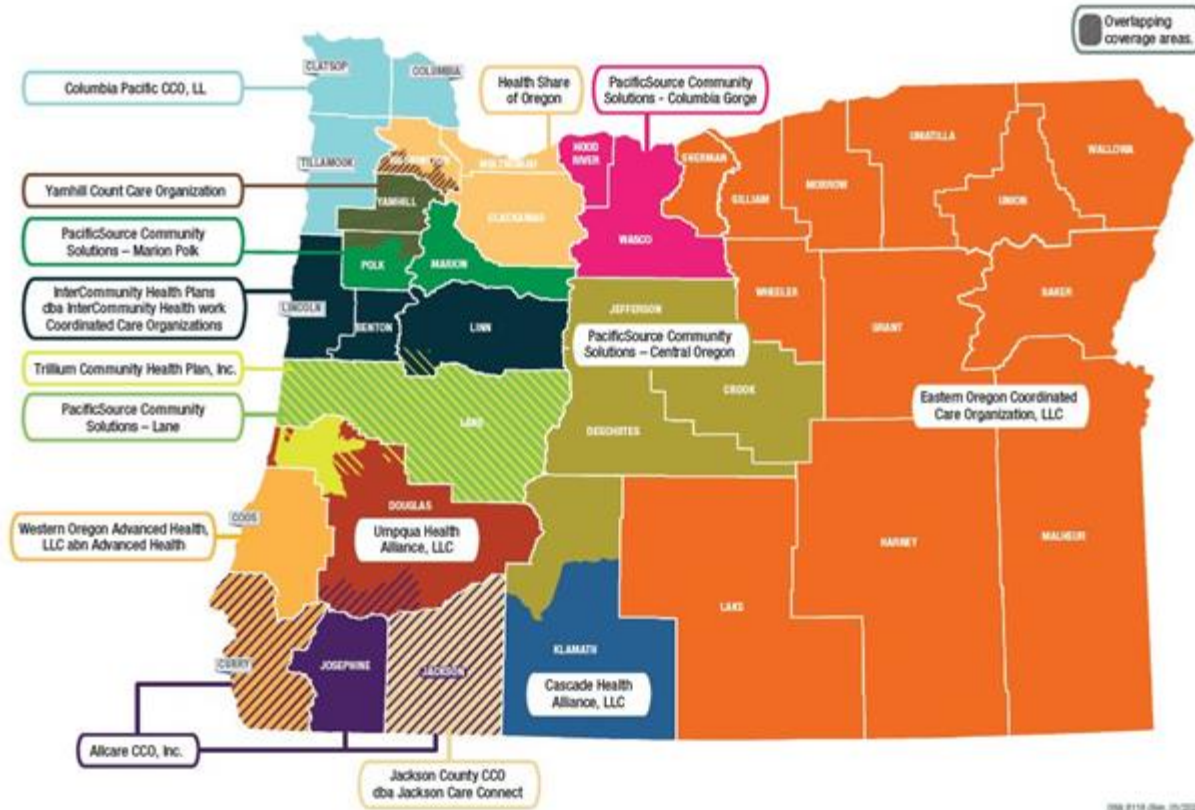 Overlapping
coverage areas.
CLATSOP
COLUMBIA
Columbia Pacific CCO, LL
Health Share
of Oregon
PacificSource Community
Solutions - Columbia Gorge
TILLAMOOK
HOOD
RIVER
SHERMAN
GILLIAM
MORROW
UMATILLA
UNION
WALLOWA
Yamhill Count Care Organization
YAMHILL
CLACKAMAS
WASCO
PacificSource Community
Solutions – Marion Polk
POLK
MARION
InterCommunity Health Plans
dba InterCommunity Health work
Coordinated Care Organizations
LINCOLN
BENTON
LINN
JEFFERSON
WHEELER
GRANT
BAKER
PacificSource Community
Solutions – Central Oregon
Trillium Community Health Plan, Inc.
CROOK
Eastern Oregon Coordinated
Care Organization, LLC
PacificSource Community
Solutions – Lane
LANE
DESCHUTES
DOUGLAS
Umpqua Health
Alliance, LLC
COOS
Western Oregon Advanced Health,
LLC abn Advanced Health
HARNEY
MALHEUR
LAKE
CURRY
JOSEPHINE
JACKSON
KLAMATH
Cascade Health
Alliance, LLC
Allcare CCO, Inc.
Jackson County CCO
dba Jackson Care Connect